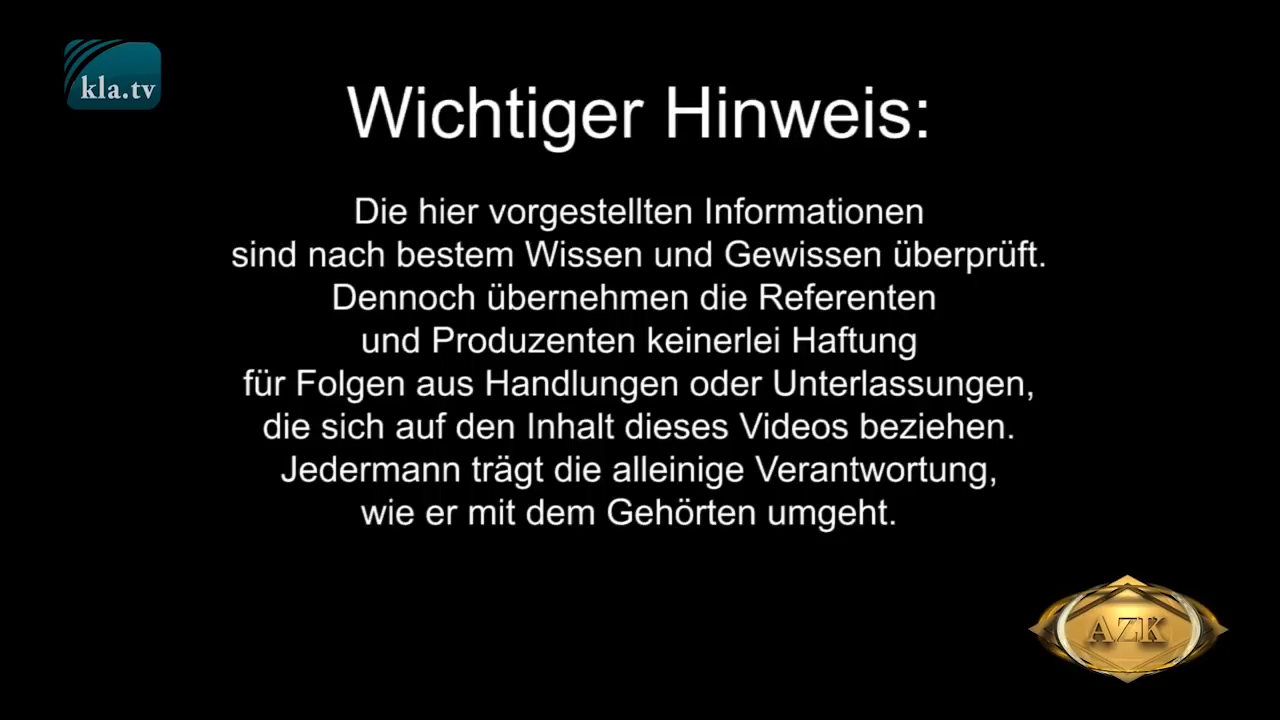 kla.tv
Wichtiger Hinweis:
Die hier vorgestellten Informationen
sind nach bestem Wissen und Gewissen überprüft.
Dennoch übernehmen die Referenten
und Produzenten keinerlei Haftung
für Folgen aus Handlungen oder Unterlassungen,
die sich auf den Inhalt dieses Videos beziehen.
Jedermann trägt die alleinige Verantwortung,
wie er mit dem Gehörten umgeht.
AZK